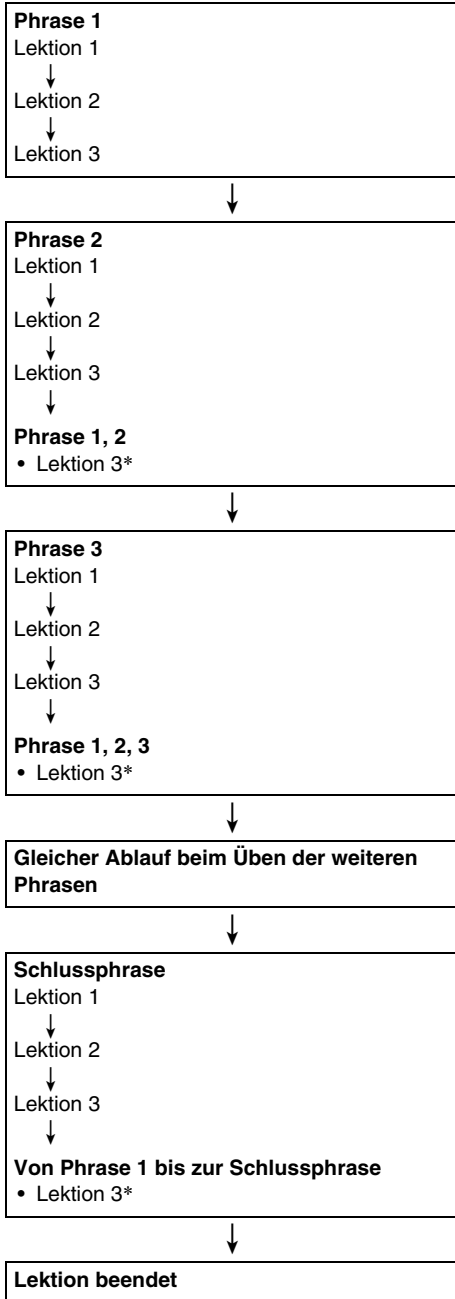 Phrase 1
Lektion 1
Lektion 2
Lektion 3
Phrase 2
Lektion 1
Lektion 2
Lektion 3
Phrase 1, 2
• Lektion 3*
Phrase 3
Lektion 1
Lektion 2
Lektion 3
Phrase 1, 2, 3
• Lektion 3*
Gleicher Ablauf beim Üben der weiteren
Phrasen
Schlussphrase
Lektion 1
Lektion 2
Lektion 3
Von Phrase 1 bis zur Schlussphrase
• Lektion 3*
Lektion beendet